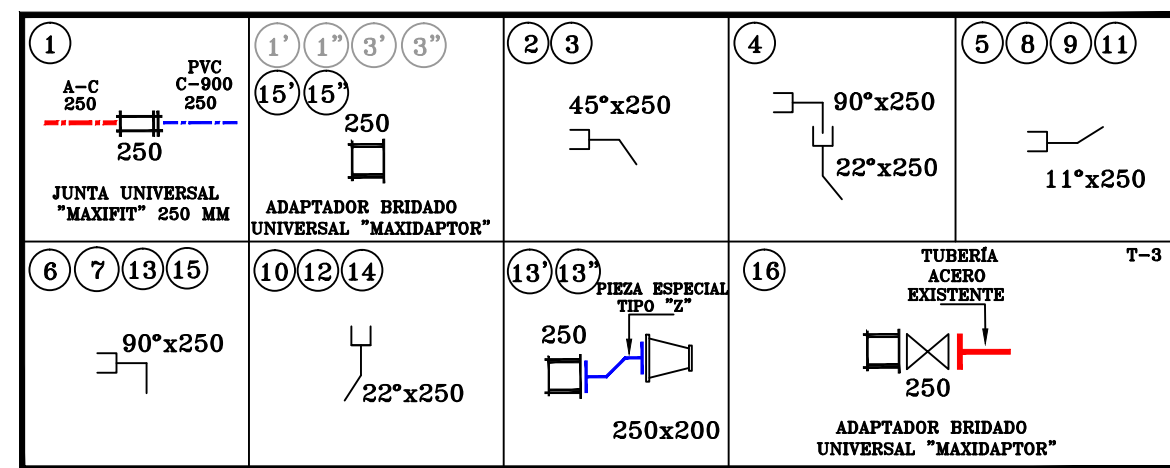 1
A-C
250
PVC
C-900
250
250
JUNTA UNIVERSAL
"MAXIFIT" 250 MM
1' 1" 3' 3"
15' 15"
250
ADAPTADOR BRIDADO
UNIVERSAL "MAXIDAPTOR"
2 3
45°x250
4
90°x250
22°x250
5 8 9 11
11°x250
6 7 13 15
90°x250
10 12 14
22°x250
13' 13"
PIEZA ESPECIAL
TIPO "Z"
250
250x200
16
TUBERÍA
ACERO
EXISTENTE
T-3
250
ADAPTADOR BRIDADO
UNIVERSAL "MAXIDAPTOR"